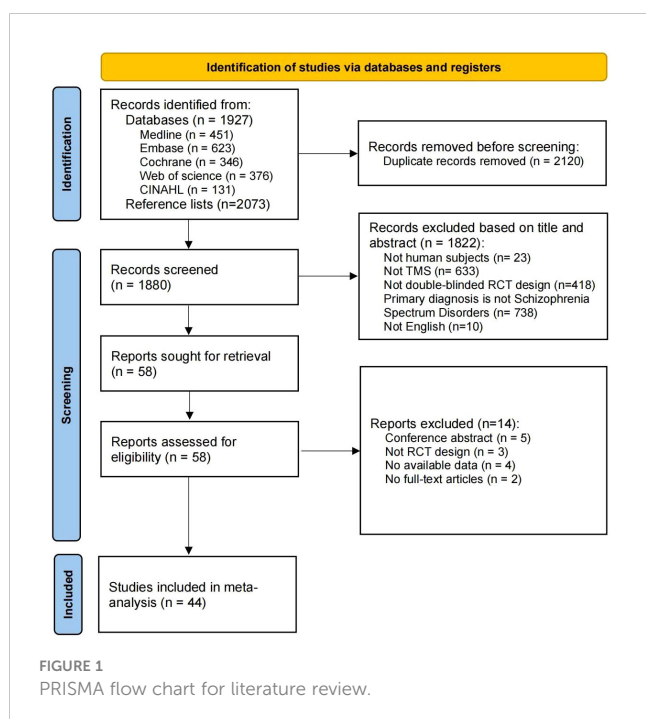 Identification of studies via databases and registers
Identification
Records identified from:
Databases (n = 1927)
Medline (n = 451)
Embase (n = 623)
Cochrane (n = 346)
Web of science (n = 376)
CINAHL (n = 131)
Reference lists (n=2073)
Records removed before screening:
Duplicate records removed (n = 2120)
Screening
Records screened
(n = 1880)
Records excluded based on title and
abstract (n = 1822):
Not human subjects (n= 23)
Not TMS (n= 633)
Not double-blinded RCT design (n=418)
Primary diagnosis is not Schizophrenia
Spectrum Disorders (n= 738)
Not English (n=10)
Reports sought for retrieval
(n = 58)
Reports assessed for
eligibility (n = 58)
Reports excluded (n=14):
Conference abstract (n = 5)
Not RCT design (n = 3)
No available data (n = 4)
No full-text articles (n = 2)
Included
Studies included in meta-
analysis (n = 44)
FIGURE 1
PRISMA flow chart for literature review.